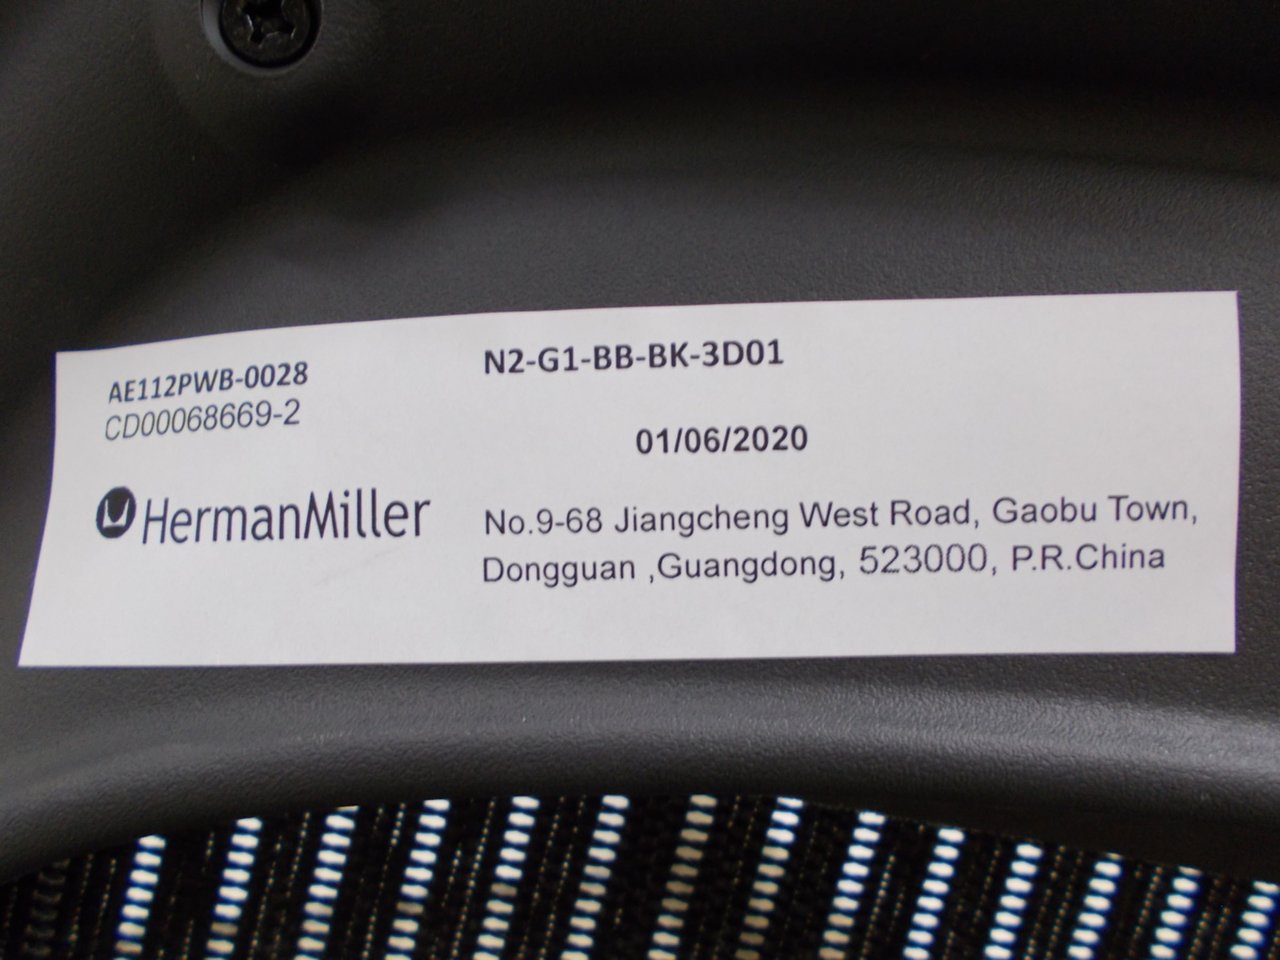 AE112PWB-0028
CD00068669-2
HermanMiller
N2-G1-BB-BK-3D01
01/06/2020
No.9-68 Jiangcheng West Road, Gaobu Town,
Dongguan ,Guangdong, 523000, P.R.China